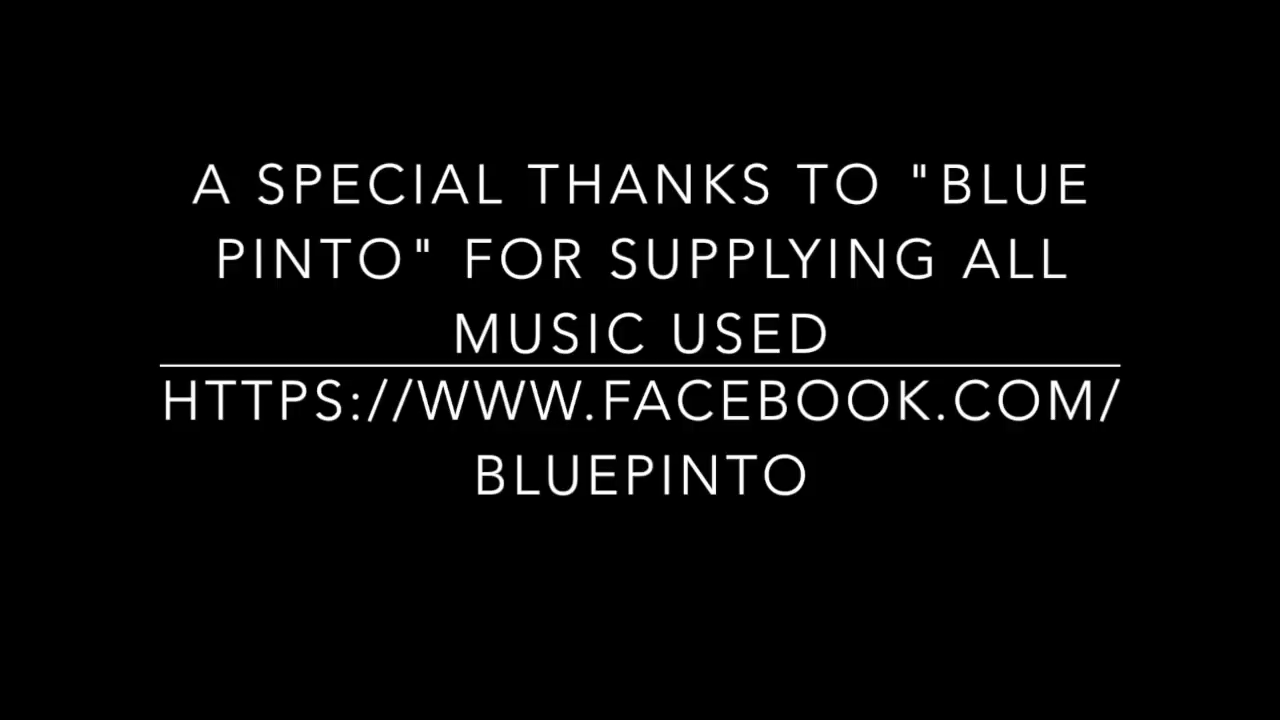 A SPECIAL THANKS TO "BLUE
PINTO" FOR SUPPLYING ALL
MUSIC USED
HTTPS://WWW.FACEBOOK.COM/
BLUEPINTO